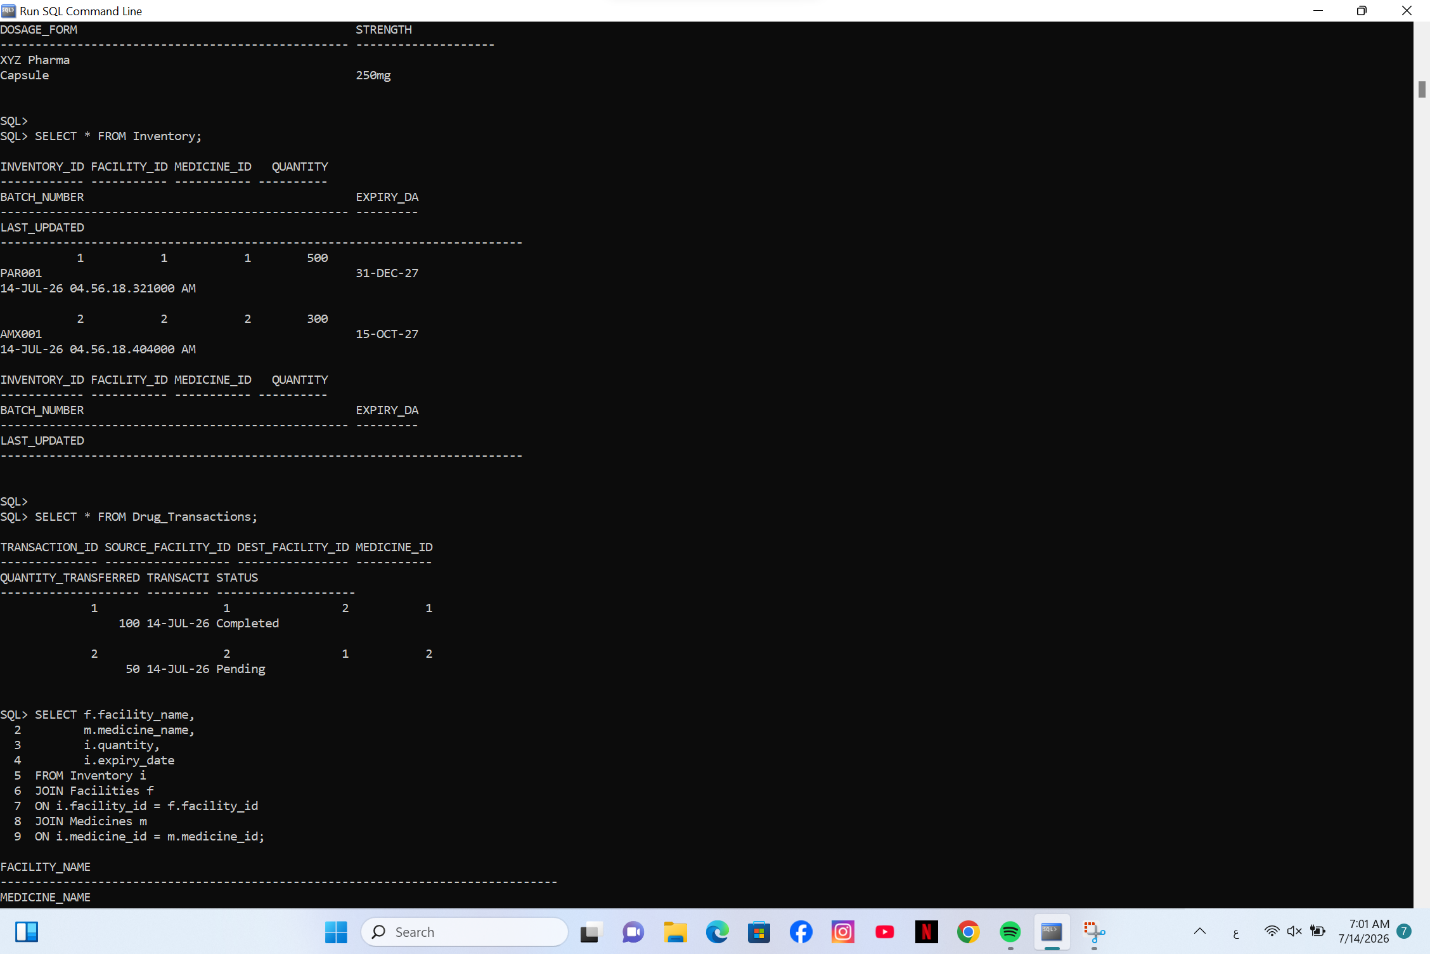 Run SQL Command Line
DOSAGE_FORM                                        STRENGTH
-------------------------------------------------- --------------------
XYZ Pharma
Capsule                                            250mg
SQL>
SQL> SELECT * FROM Inventory;
INVENTORY_ID FACILITY_ID MEDICINE_ID   QUANTITY
------------ ----------- ----------- ----------
BATCH_NUMBER                                       EXPIRY_DA
-------------------------------------------------- ---------
LAST_UPDATED
---------------------------------------------------------------------------
           1           1           1        500
PAR001                                             31-DEC-27
14-JUL-26 04.56.18.321000 AM
           2           2           2        300
AMX001                                             15-OCT-27
14-JUL-26 04.56.18.404000 AM
INVENTORY_ID FACILITY_ID MEDICINE_ID   QUANTITY
------------ ----------- ----------- ----------
BATCH_NUMBER                                       EXPIRY_DA
-------------------------------------------------- ---------
LAST_UPDATED
---------------------------------------------------------------------------
SQL>
SQL> SELECT * FROM Drug_Transactions;
TRANSACTION_ID SOURCE_FACILITY_ID DEST_FACILITY_ID MEDICINE_ID
-------------- ------------------ ---------------- -----------
QUANTITY_TRANSFERRED TRANSACTI STATUS
-------------------- --------- --------------------
             1                  1                2           1
                 100 14-JUL-26 Completed
             2                  2                1           2
                  50 14-JUL-26 Pending
SQL> SELECT f.facility_name,
  2         m.medicine_name,
  3         i.quantity,
  4         i.expiry_date
  5  FROM Inventory i
  6  JOIN Facilities f
  7  ON i.facility_id = f.facility_id
  8  JOIN Medicines m
  9  ON i.medicine_id = m.medicine_id;
FACILITY_NAME
--------------------------------------------------------------------------------
MEDICINE_NAME
Search
ع
7:01 AM
7/14/2026
7